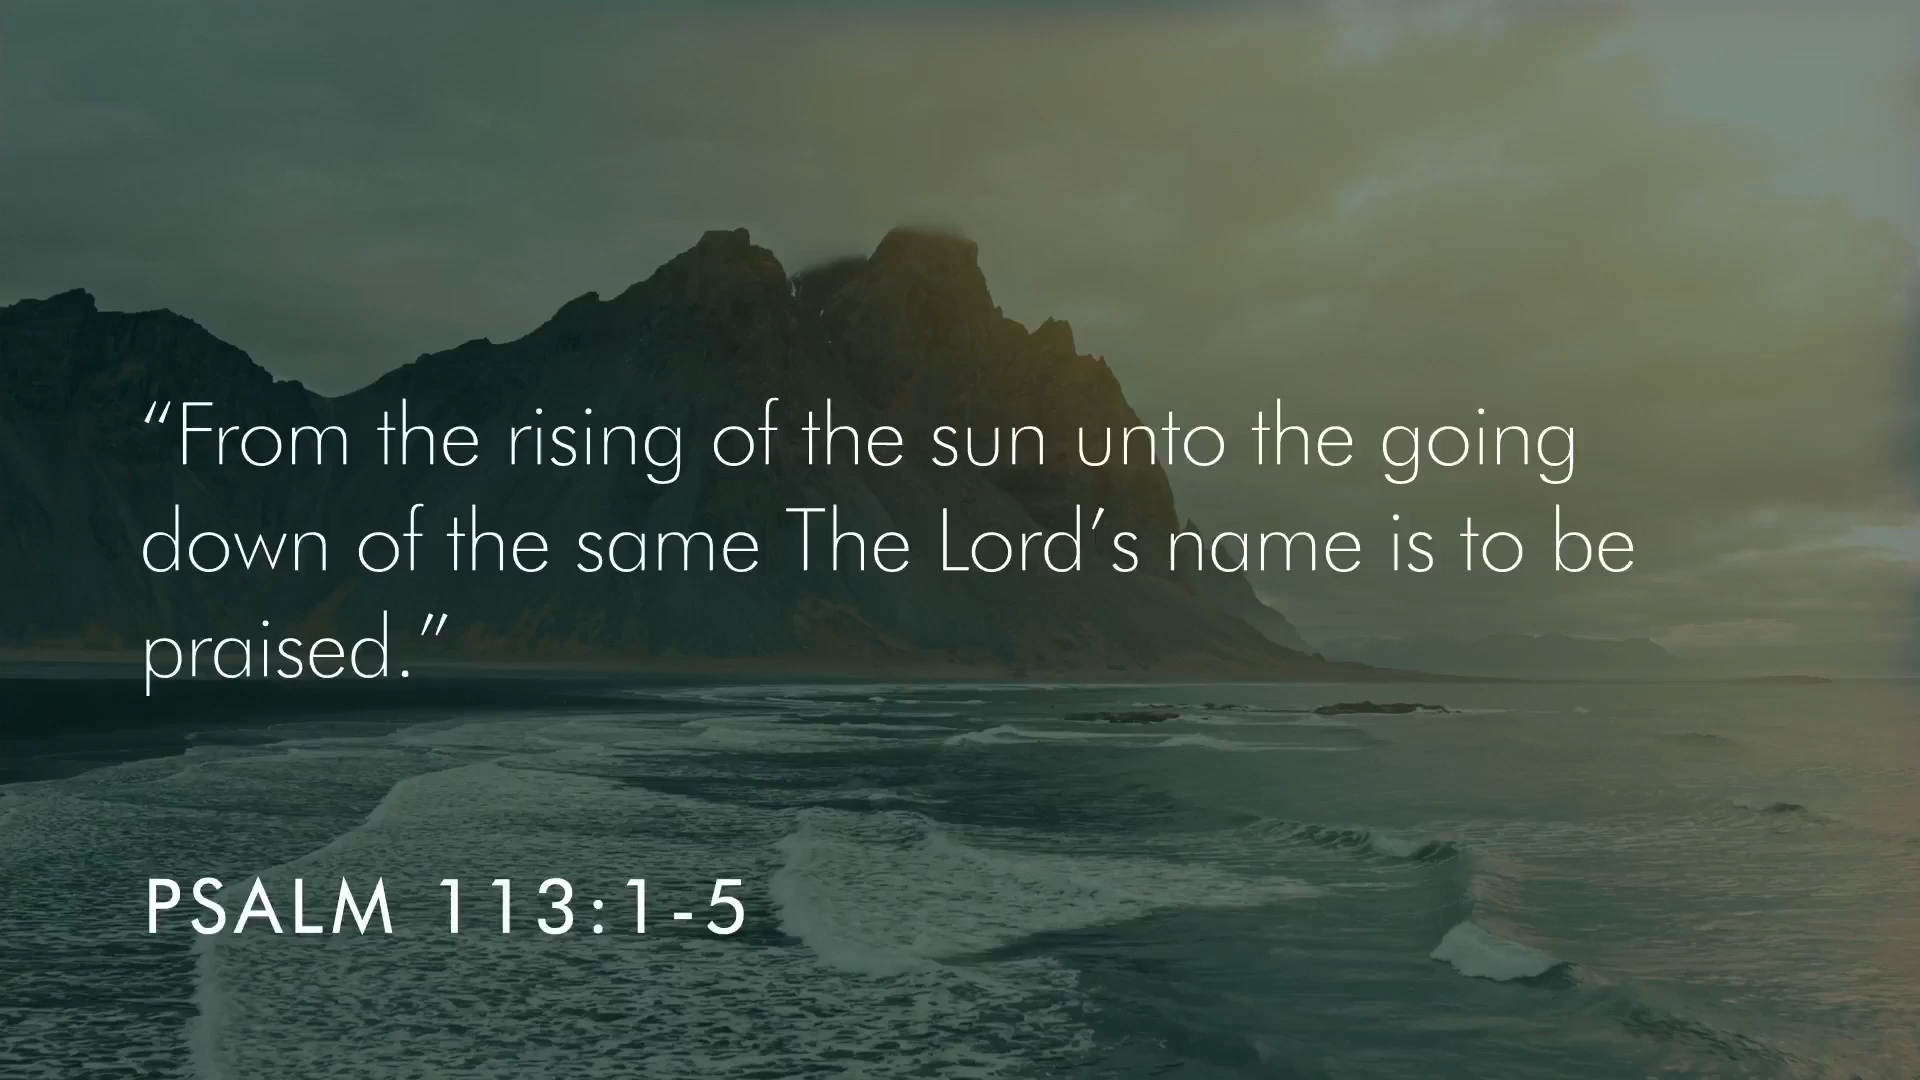 “From the rising of the sun unto the going
down of the same The Lord’s name is to be
praised.”
PSALM 113:1-5